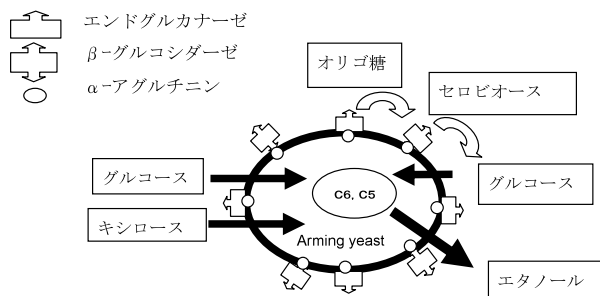 エンドグルカナーゼ
β-グルコシダーゼ
α-アグルチニン
オリゴ糖
セロビオース
グルコース
キシロース
C6, C5
Arming yeast
グルコース
エタノール